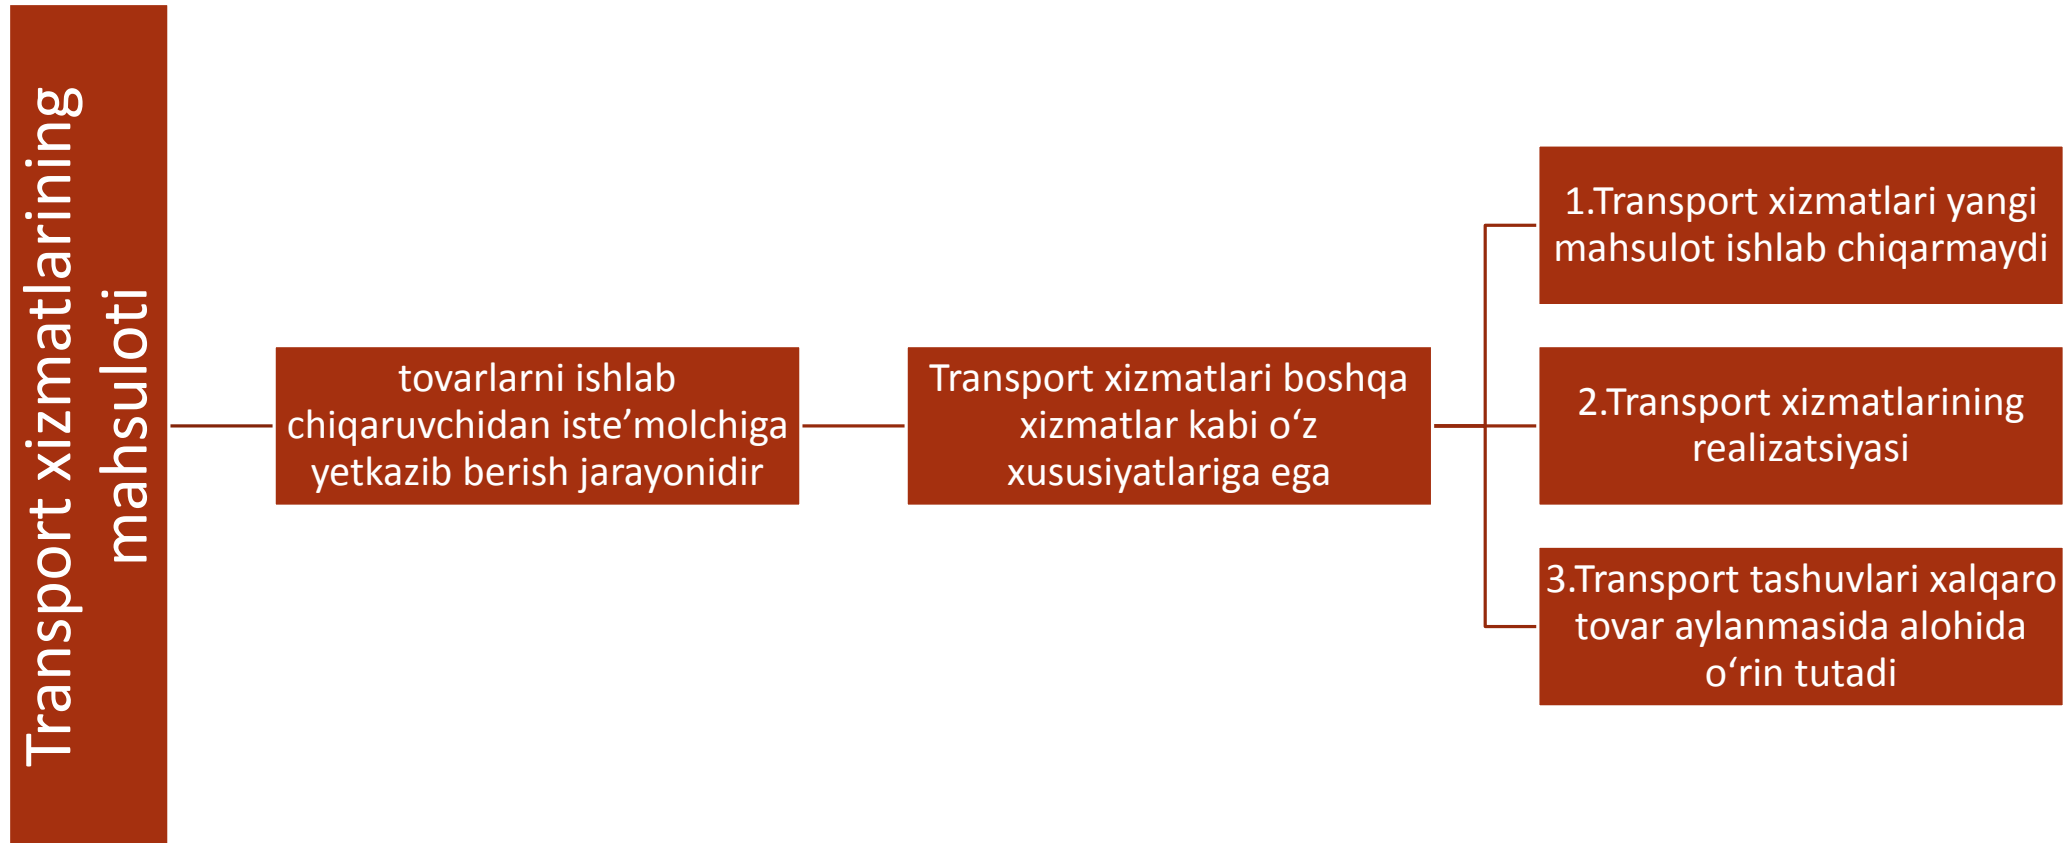 Transport xizmatlarining
mahsuloti
tovarlarni ishlab
chiqaruvchidan iste’molchiga
yetkazib berish jarayonidir
Transport xizmatlari boshqa
xizmatlar kabi o‘z
xususiyatlariga ega
1.Transport xizmatlari yangi
mahsulot ishlab chiqarmaydi
2.Transport xizmatlarining
realizatsiyasi
3.Transport tashuvlari xalqaro
tovar aylanmasida alohida
o‘rin tutadi